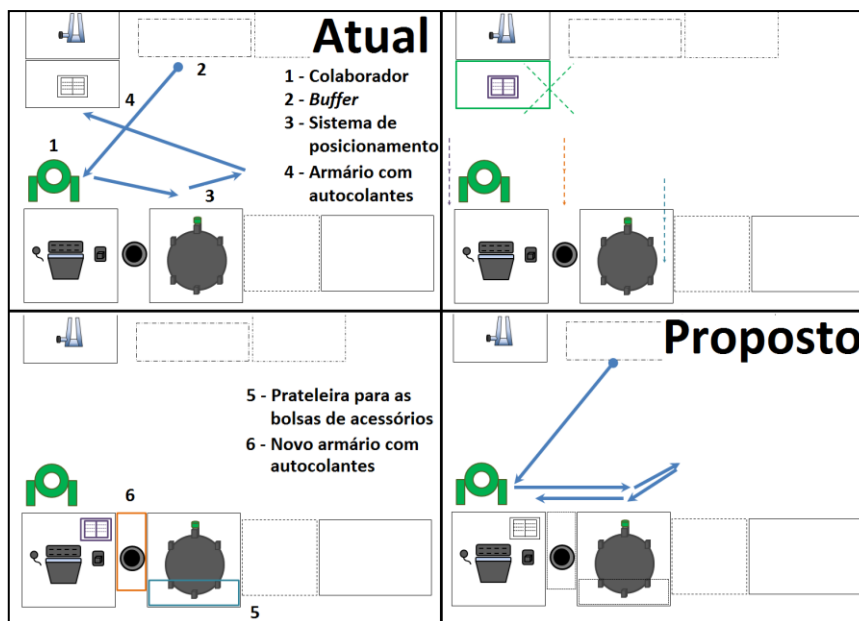 Atual
1 - Colaborador
2 - Buffer
3 - Sistema de
posicionamento
4 - Armário com
autocolantes
2
4
1
3
Proposto
5 - Prateleira para as
bolsas de acessórios
6 - Novo armário com
autocolantes
6
5